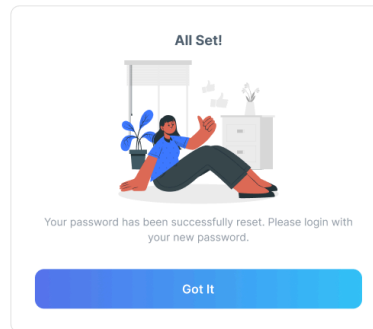 All Set!
Your password has been successfully reset. Please login with
your new password.
Got It